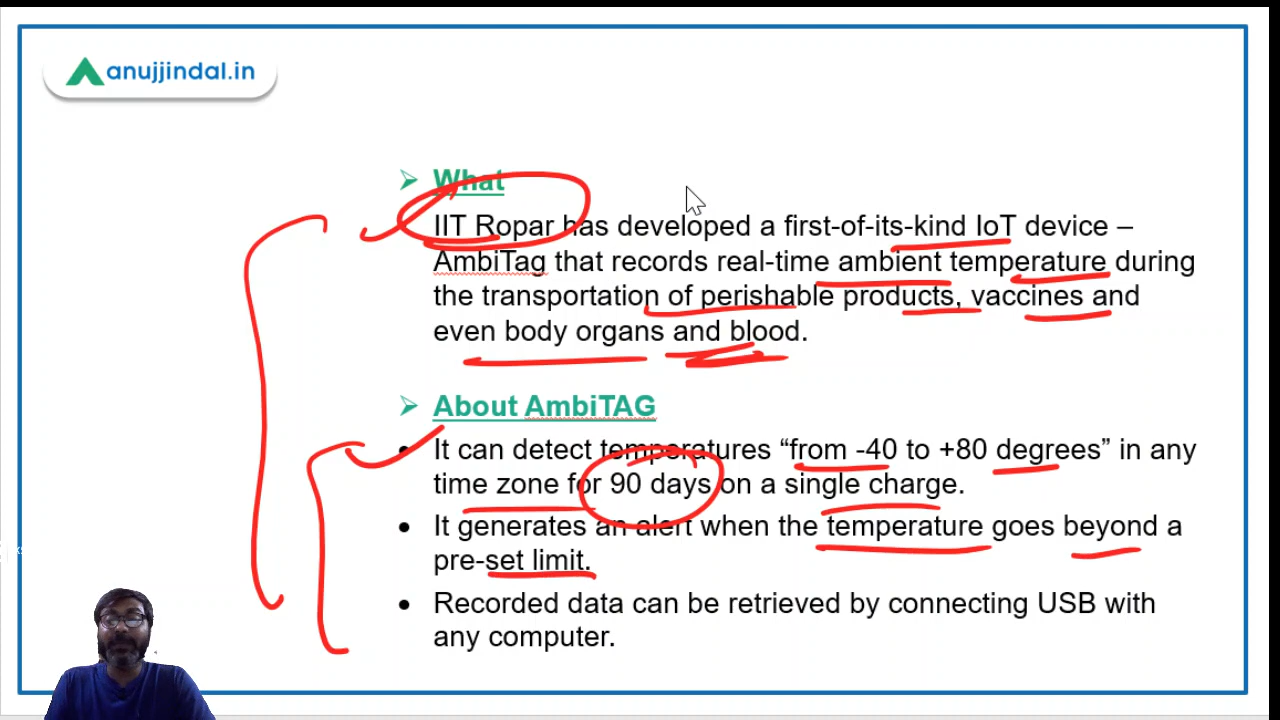 anujjindal.in
What
IIT Ropar has developed a first-of-its-kind IoT device –
AmbiTag that records real-time ambient temperature during
the transportation of perishable products, vaccines and
even body organs and blood.
About AmbiTAG
It can detect temperatures “from -40 to +80 degrees” in any
time zone for 90 days on a single charge.
It generates an alert when the temperature goes beyond a
pre-set limit.
Recorded data can be retrieved by connecting USB with
any computer.